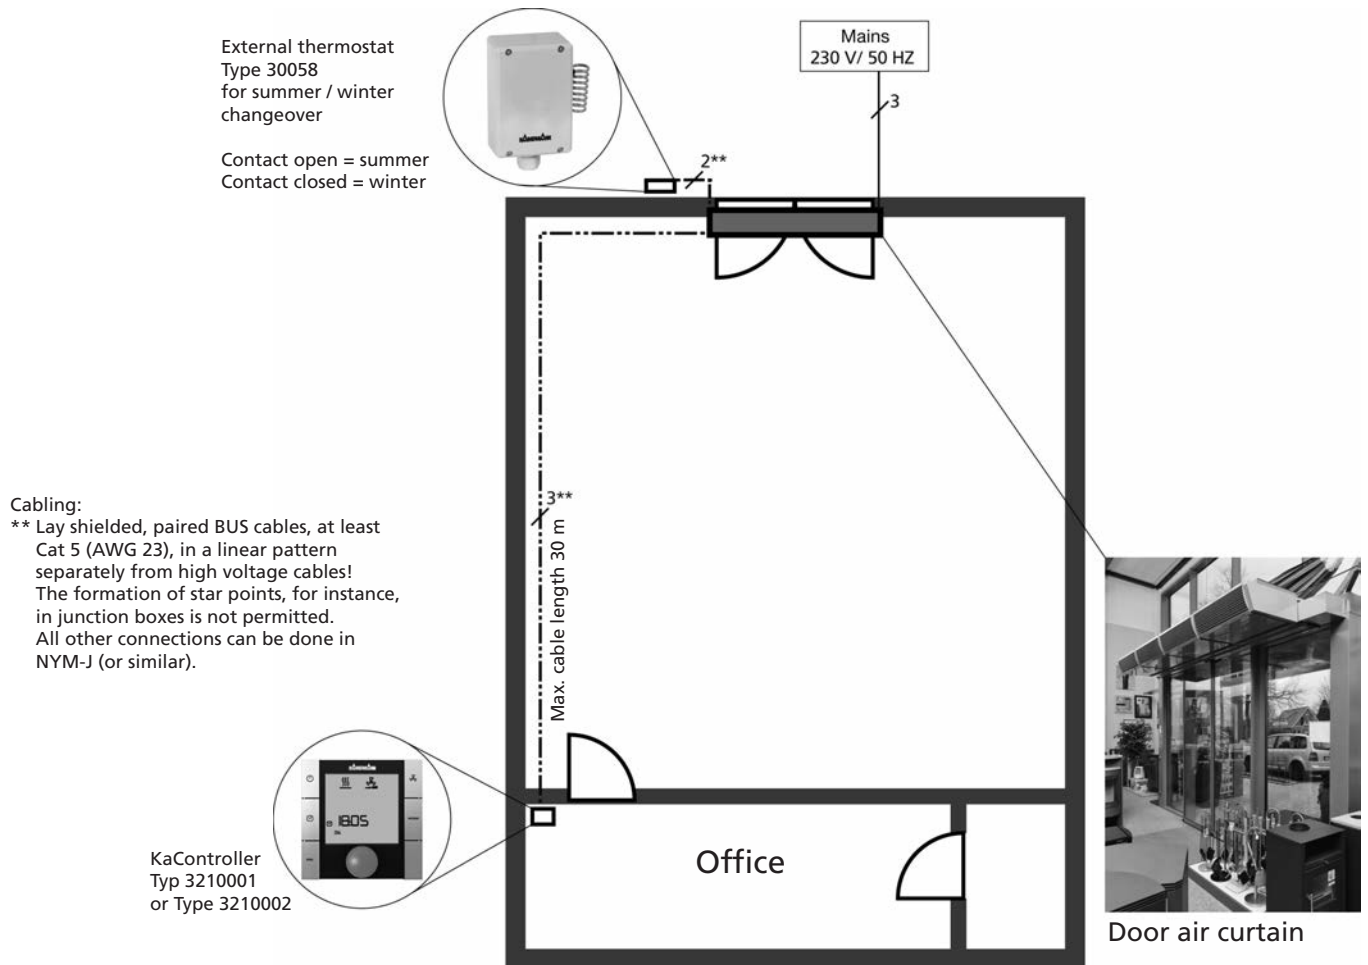 External thermostat
Type 30058
for summer / winter
changeover
Contact open = summer
Contact closed = winter
KAMPMANN
Mains
230 V/ 50 HZ
3
2**
Cabling:
** Lay shielded, paired BUS cables, at least
Cat 5 (AWG 23), in a linear pattern
separately from high voltage cables!
The formation of star points, for instance,
in junction boxes is not permitted.
All other connections can be done in
NYM-J (or similar).
3**
Max. cable length 30 m
KAMPMANN
18:05
KaController
Typ 3210001
or Type 3210002
Office
Door air curtain